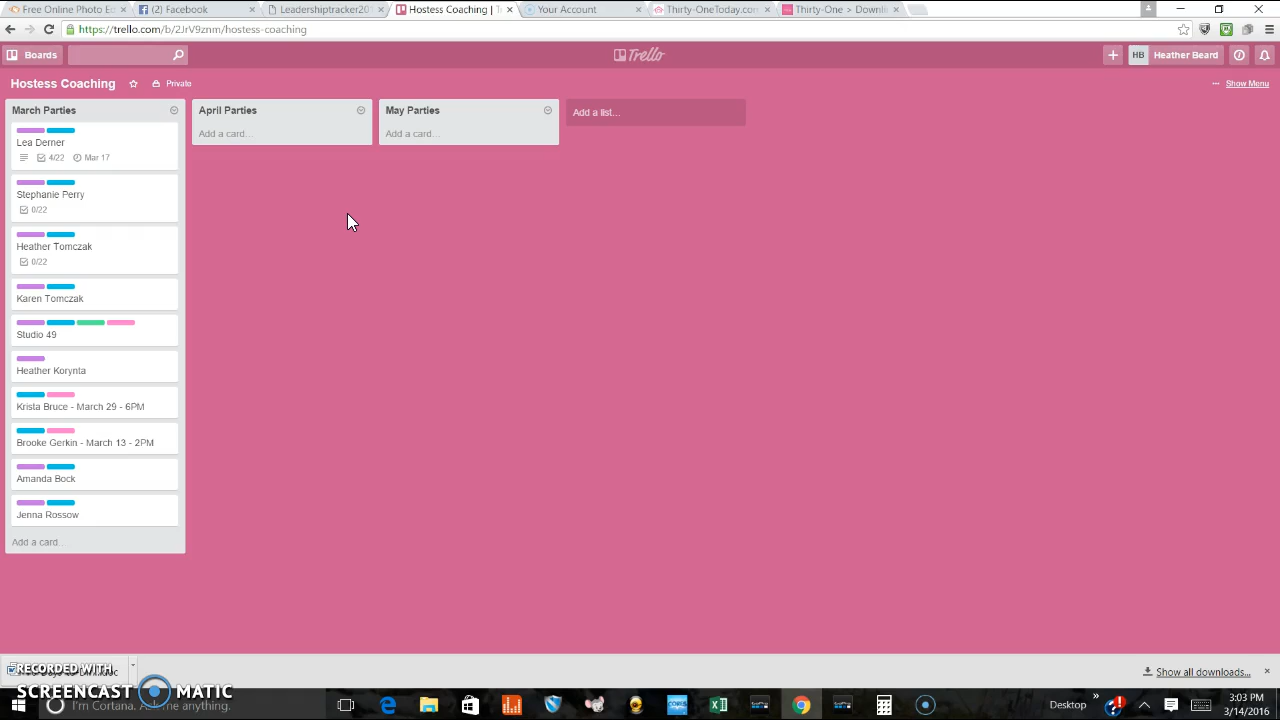 Free Online Photo Ed
(2) Facebook
Leadershiptracker201
Hostess Coaching | T
Your Account
Thirty-OneToday.com
Thirty-One > Downl
https://trello.com/b/2JrV9znm/hostess-coaching
Boards
Trello
HB Heather Beard
Hostess Coaching
Private
... Show Menu
March Parties
April Parties
May Parties
Add a list...
Add a card...
Add a card...
Lea Derner
4/22 Mar 17
Stephanie Perry
0/22
Heather Tomczak
0/22
Karen Tomczak
Studio 49
Heather Korynta
Krista Bruce - March 29 - 6PM
Brooke Gerkin - March 13 - 2PM
Amanda Bock
Jenna Rossow
Add a card...
RECORDED WITH
Show all downloads...
SCREENCAST MATIC
I'm Cortana. Ask me anything.
Desktop
3:03 PM
3/14/2016